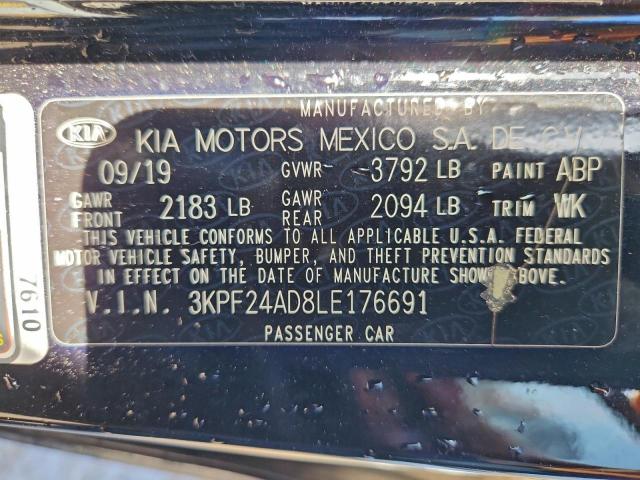 MANUFACTURED BY
KIA KIA MOTORS MEXICO S.A. DE C.V.
09/19 GVWR 3792 LB PAINT ABP
GAWR FRONT 2183 LB GAWR REAR 2094 LB TRIM WK
THIS VEHICLE CONFORMS TO ALL APPLICABLE U.S.A. FEDERAL
MOTOR VEHICLE SAFETY, BUMPER, AND THEFT PREVENTION STANDARDS
IN EFFECT ON THE DATE OF MANUFACTURE SHOWN ABOVE.
V.I.N. 3KPF24AD8LE176691
PASSENGER CAR
7610